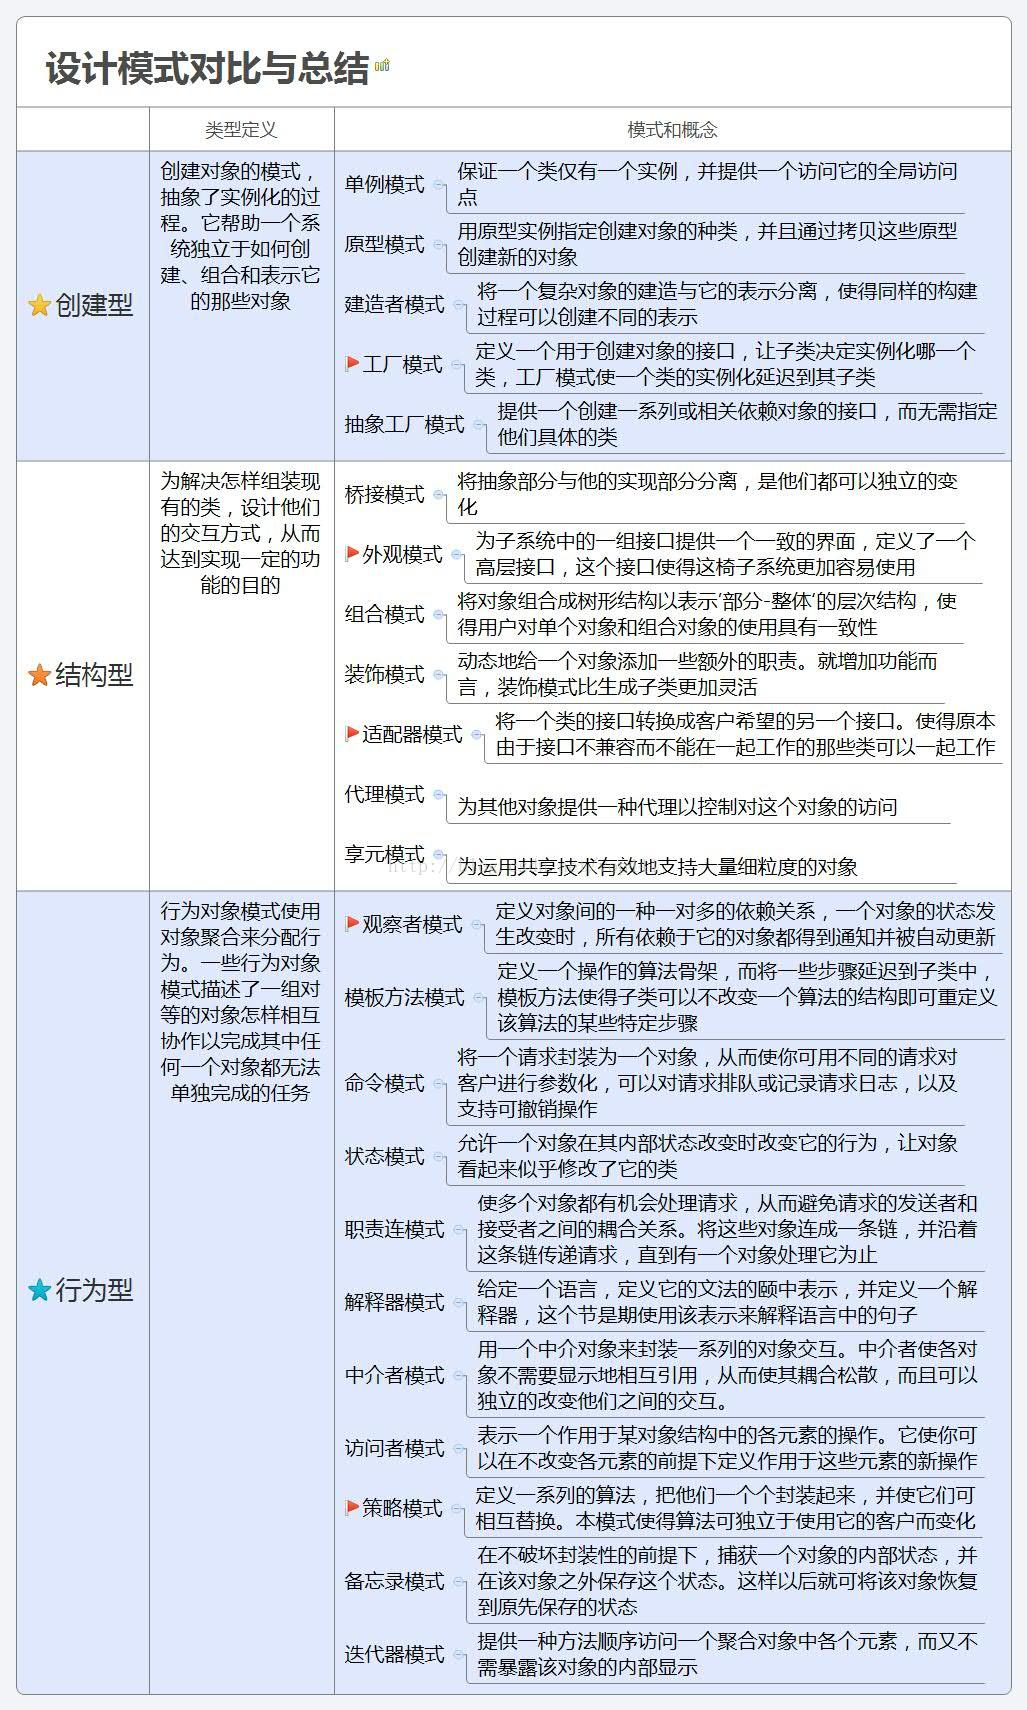 设计模式对比与总结
类型定义
模式和概念
创建型
创建对象的模式，
抽象了实例化的过
程。它帮助一个系
统独立于如何创
建、组合和表示它
的那些对象
单例模式
保证一个类仅有一个实例，并提供一个访问它的全局访问
点
原型模式
用原型实例指定创建对象的种类，并且通过拷贝这些原型
创建新的对象
建造者模式
将一个复杂对象的建造与它的表示分离，使得同样的构建
过程可以创建不同的表示
工厂模式
定义一个用于创建对象的接口，让子类决定实例化哪一个
类，工厂模式使一个类的实例化延迟到其子类
抽象工厂模式
提供一个创建一系列或相关依赖对象的接口，而无需指定
他们具体的类
结构型
为解决怎样组装现
有的类，设计他们
的交互方式，从而
达到实现一定的功
能的目的
桥接模式
将抽象部分与他的实现部分分离，是他们都可以独立的变
化
外观模式
为子系统中的一组接口提供一个一致的界面，定义了一个
高层接口，这个接口使得这椅子系统更加容易使用
组合模式
将对象组合成树形结构以表示‘部分-整体’的层次结构，使
得用户对单个对象和组合对象的使用具有一致性
装饰模式
动态地给一个对象添加一些额外的职责。就增加功能而
言，装饰模式比生成子类更加灵活
适配器模式
将一个类的接口转换成客户希望的另一个接口。使得原本
由于接口不兼容而不能在一起工作的那些类可以一起工作
代理模式
为其他对象提供一种代理以控制对这个对象的访问
享元模式
为运用共享技术有效地支持大量细粒度的对象
http://
行为型
行为对象模式使用
对象聚合来分配行
为。一些行为对象
模式描述了一组对
等的对象怎样相互
协作以完成其中任
何一个对象都无法
单独完成的任务
观察者模式
定义对象间的一种一对多的依赖关系，一个对象的状态发
生改变时，所有依赖于它的对象都得到通知并被自动更新
模板方法模式
定义一个操作的算法骨架，而将一些步骤延迟到子类中，
模板方法使得子类可以不改变一个算法的结构即可重定义
该算法的某些特定步骤
命令模式
将一个请求封装为一个对象，从而使你可用不同的请求对
客户进行参数化，可以对请求排队或记录请求日志，以及
支持可撤销操作
状态模式
允许一个对象在其内部状态改变时改变它的行为，让对象
看起来似乎修改了它的类
职责连模式
使多个对象都有机会处理请求，从而避免请求的发送者和
接受者之间的耦合关系。将这些对象连成一条链，并沿着
这条链传递请求，直到有一个对象处理它为止
解释器模式
给定一个语言，定义它的文法的颐中表示，并定义一个解
释器，这个节是期使用该表示来解释语言中的句子
中介者模式
用一个中介对象来封装一系列的对象交互。中介者使各对
象不需要显示地相互引用，从而使其耦合松散，而且可以
独立的改变他们之间的交互。
访问者模式
表示一个作用于某对象结构中的各元素的操作。它使你可
以在不改变各元素的前提下定义作用于这些元素的新操作
策略模式
定义一系列的算法，把他们一个个封装起来，并使它们可
相互替换。本模式使得算法可独立于使用它的客户而变化
备忘录模式
在不破坏封装性的前提下，捕获一个对象的内部状态，并
在该对象之外保存这个状态。这样以后就可将该对象恢复
到原先保存的状态
迭代器模式
提供一种方法顺序访问一个聚合对象中各个元素，而又不
需暴露该对象的内部显示